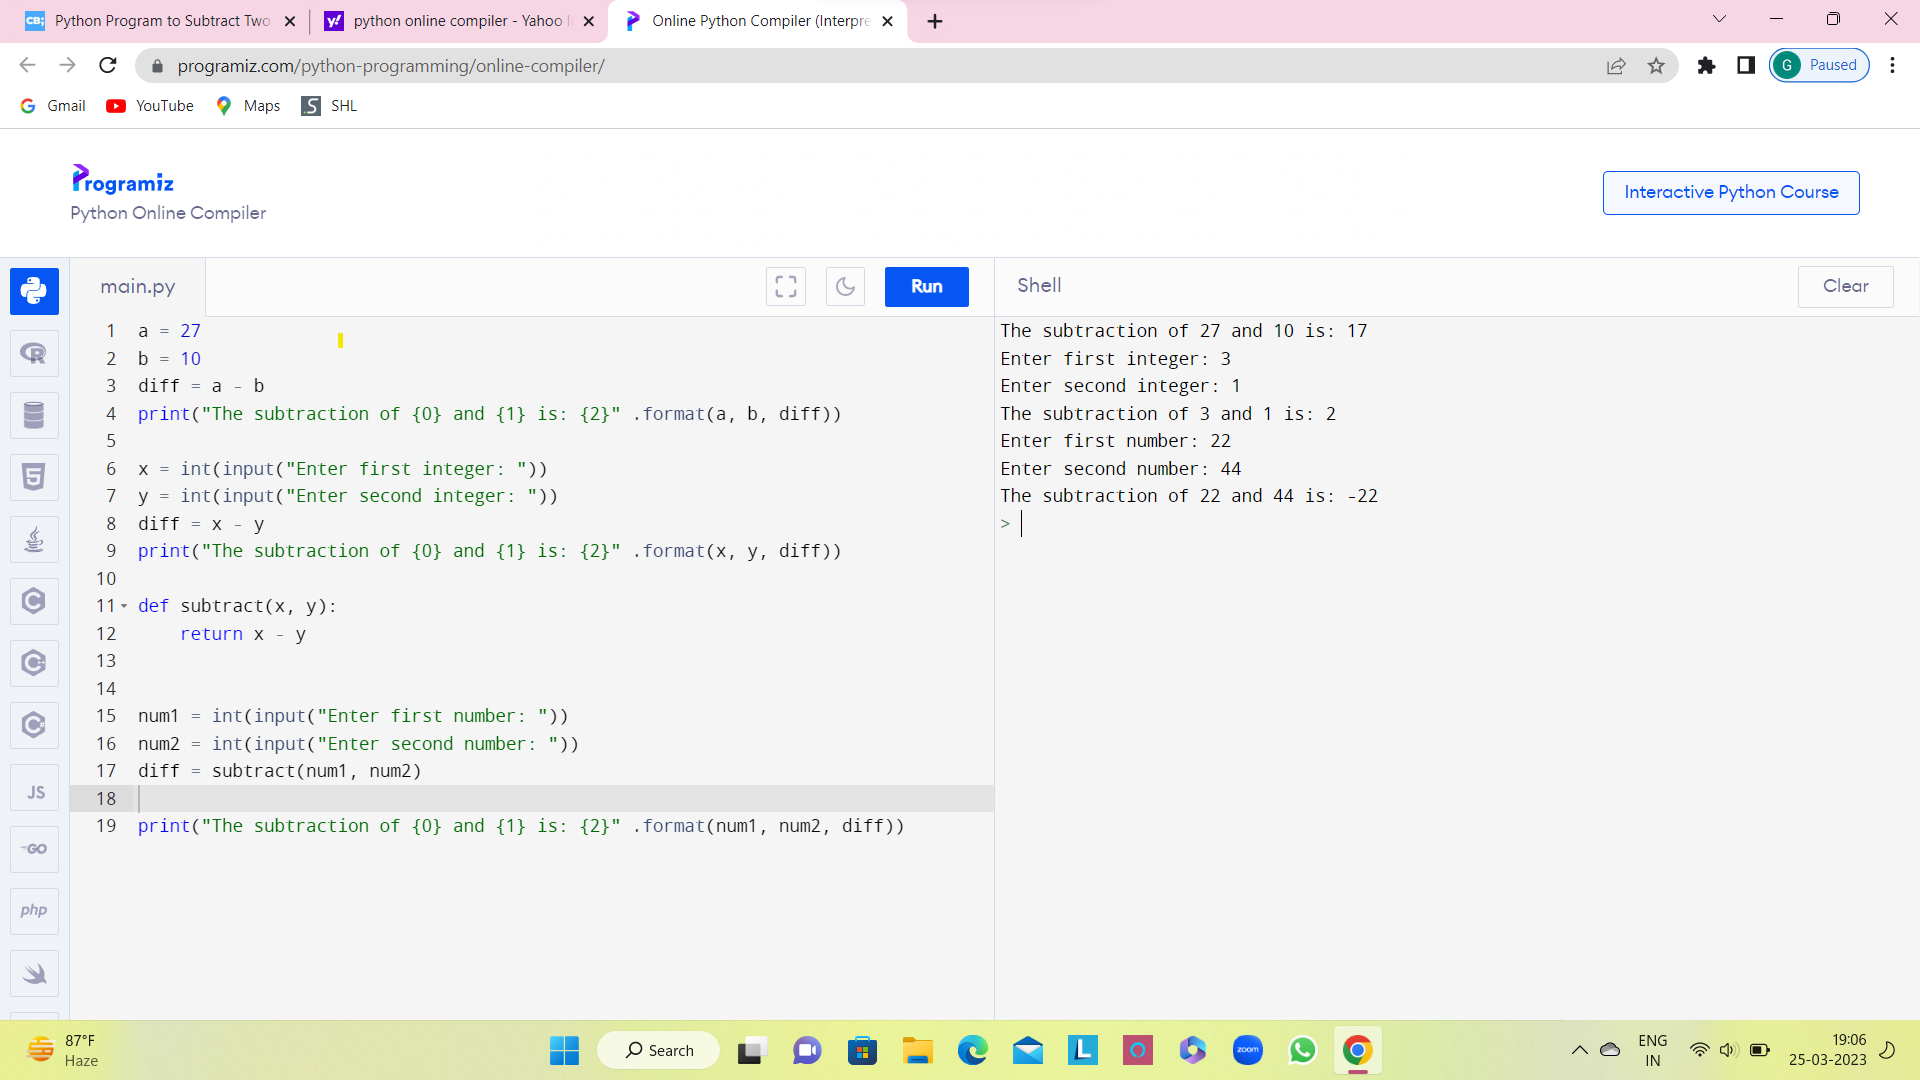 CB;
Python Program to Subtract Two
y!
python online compiler - Yahoo
Online Python Compiler (Interpre
programiz.com/python-programming/online-compiler/
G
Paused
Gmail
YouTube
Maps
S
SHL
Programiz
Python Online Compiler
Interactive Python Course
main.py
Run
Shell
Clear
1 a = 27
2 b = 10
3 diff = a - b
4 print("The subtraction of {0} and {1} is: {2}" .format(a, b, diff))
5
6 x = int(input("Enter first integer: "))
7 y = int(input("Enter second integer: "))
8 diff = x - y
9 print("The subtraction of {0} and {1} is: {2}" .format(x, y, diff))
10
11 def subtract(x, y):
12 return x - y
13
14
15 num1 = int(input("Enter first number: "))
16 num2 = int(input("Enter second number: "))
17 diff = subtract(num1, num2)
18
19 print("The subtraction of {0} and {1} is: {2}" .format(num1, num2, diff))
The subtraction of 27 and 10 is: 17
Enter first integer: 3
Enter second integer: 1
The subtraction of 3 and 1 is: 2
Enter first number: 22
Enter second number: 44
The subtraction of 22 and 44 is: -22
>
R
5
C
C
C
JS
GO
php
87°F
Haze
Search
L
zoom
ENG
IN
19:06
25-03-2023